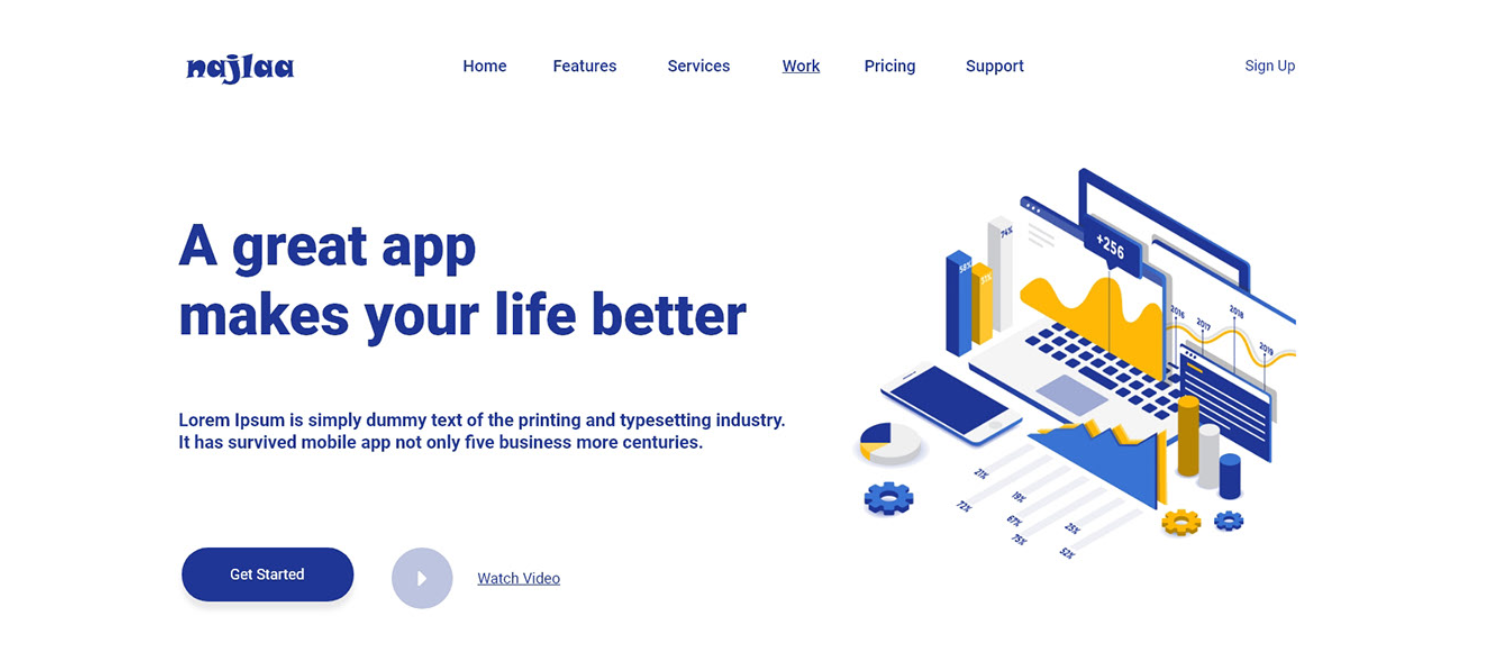 najlaa
Home Features Services Work Pricing Support
Sign Up
A great app
makes your life better
Lorem Ipsum is simply dummy text of the printing and typesetting industry.
It has survived mobile app not only five business more centuries.
Get Started
Watch Video
74%
58%
37%
+256
2016
2017
2018
2019
21%
72%
19%
67%
75%
25%
52%